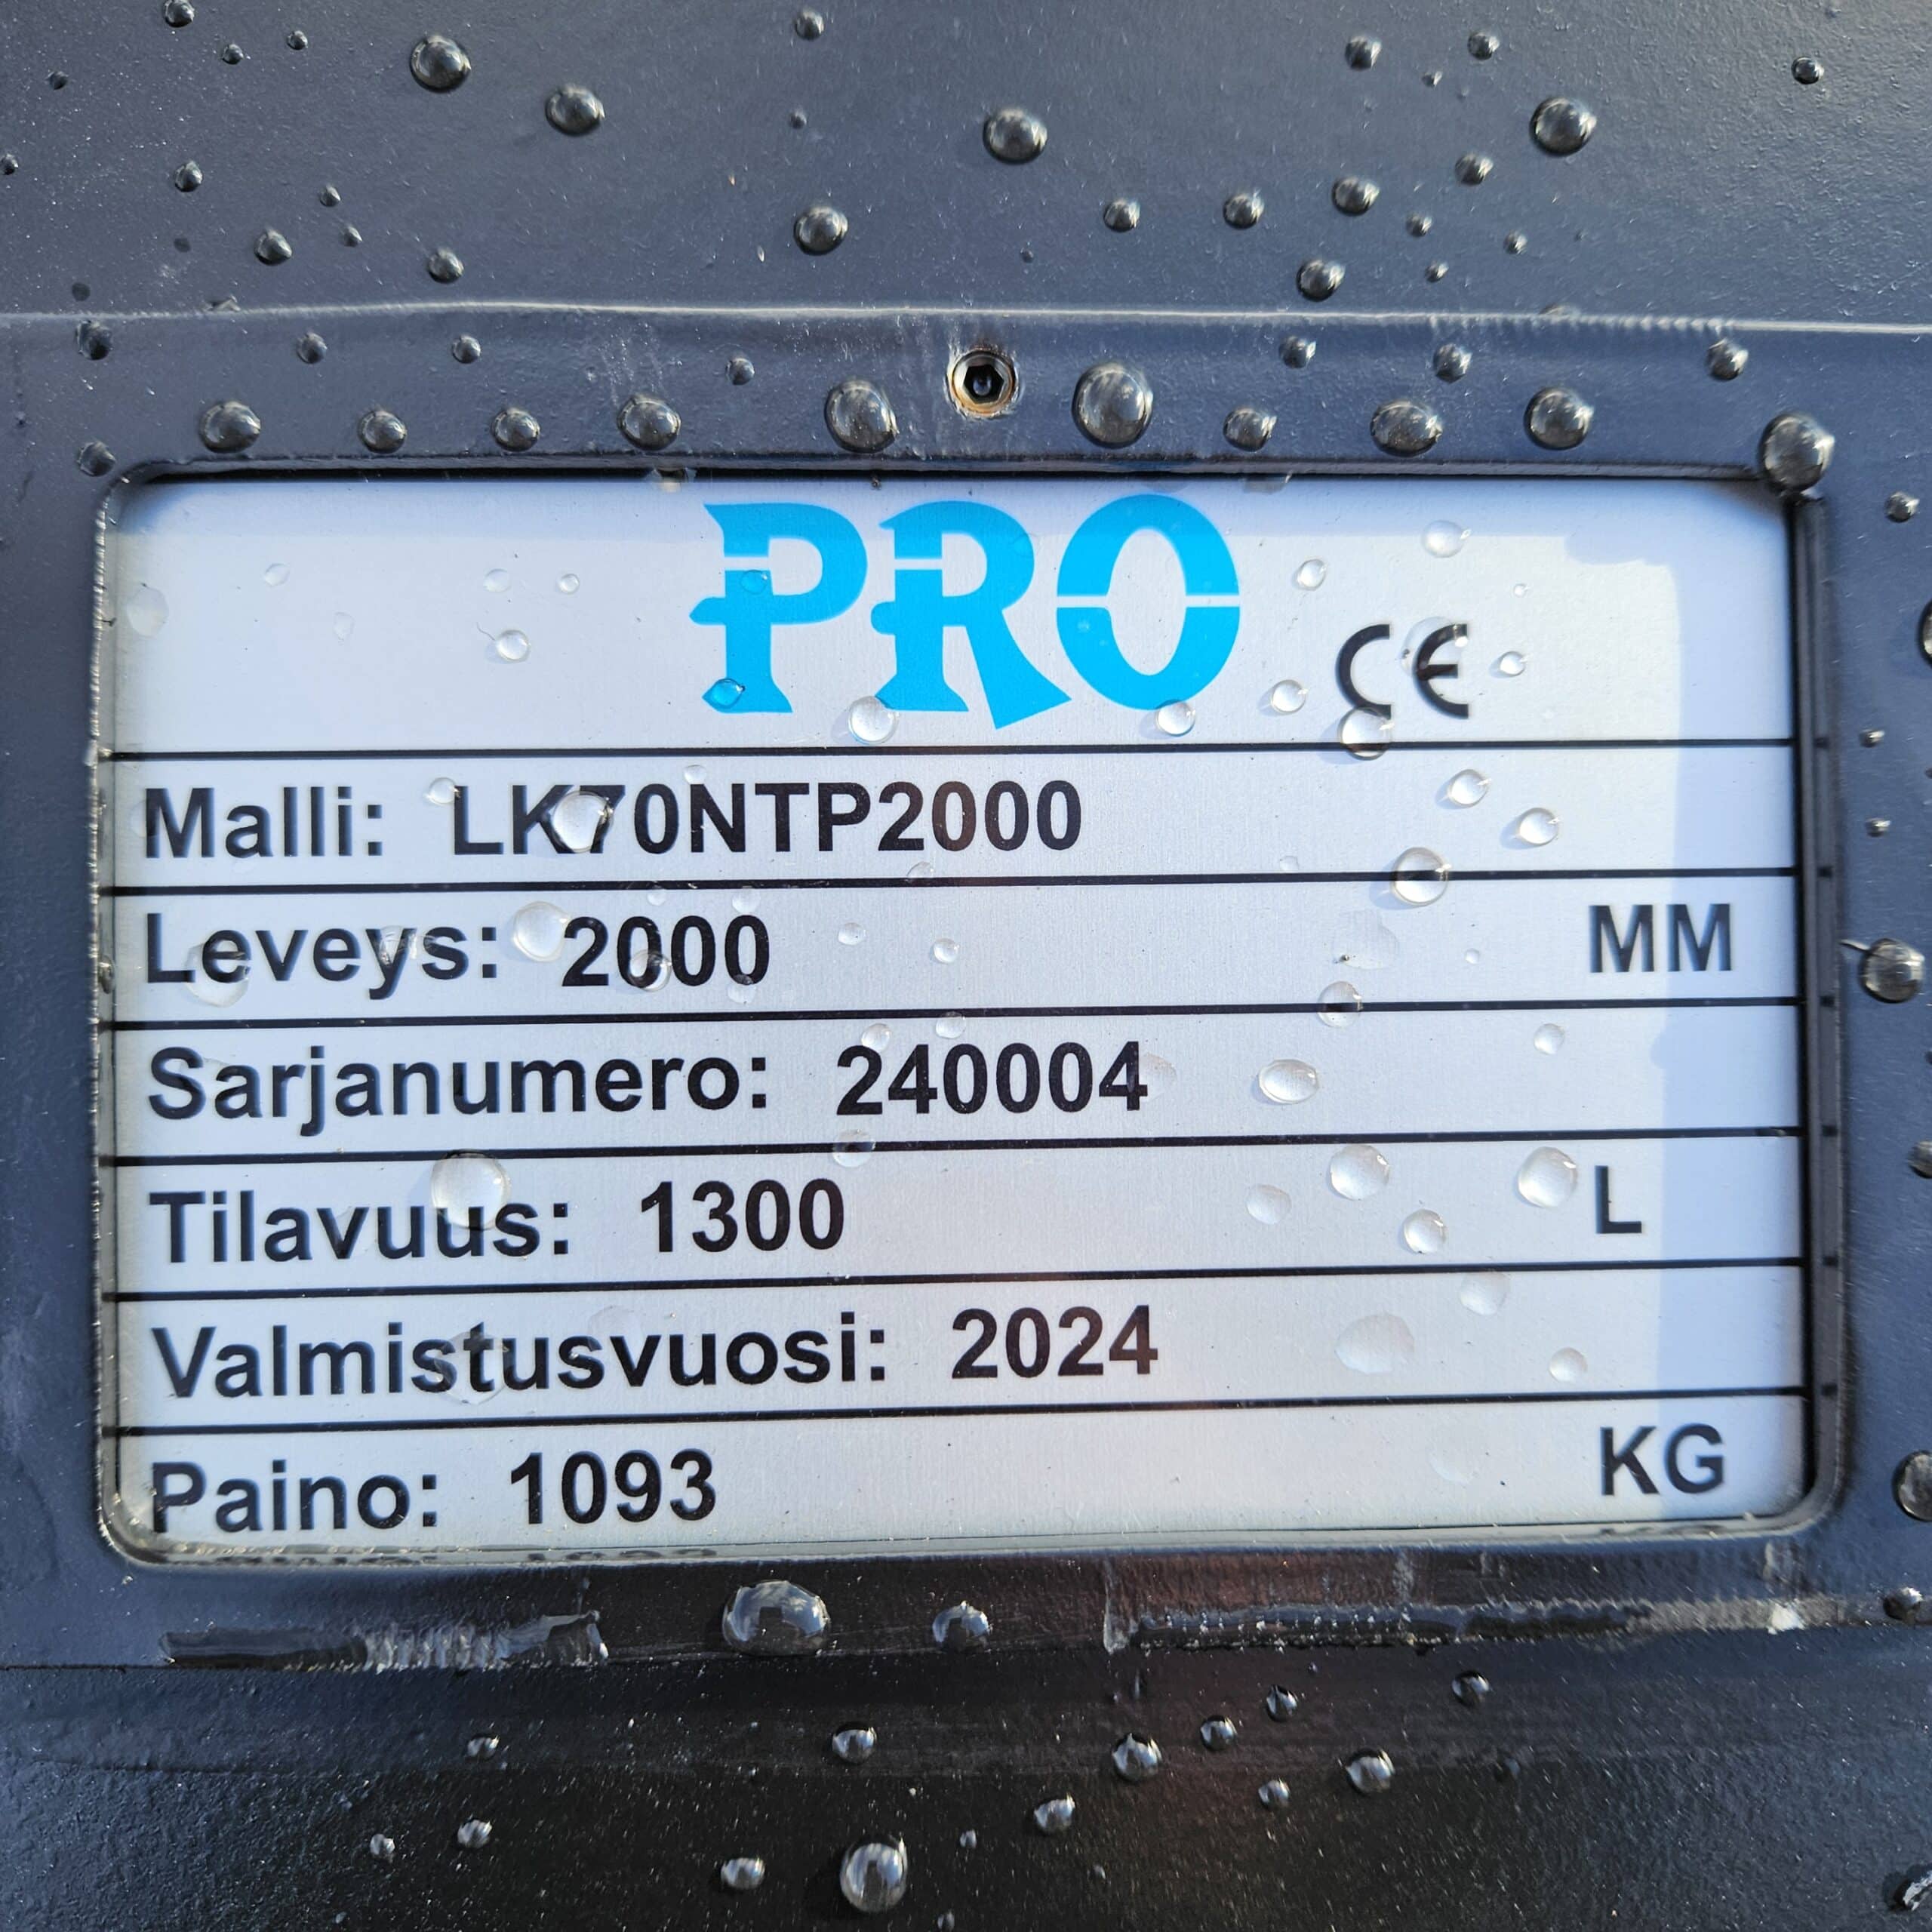 PRO
CE
Malli: LK70NTP2000
Leveys: 2000 MM
Sarjanumero: 240004
Tilavuus: 1300 L
Valmistusvuosi: 2024
Paino: 1093 KG